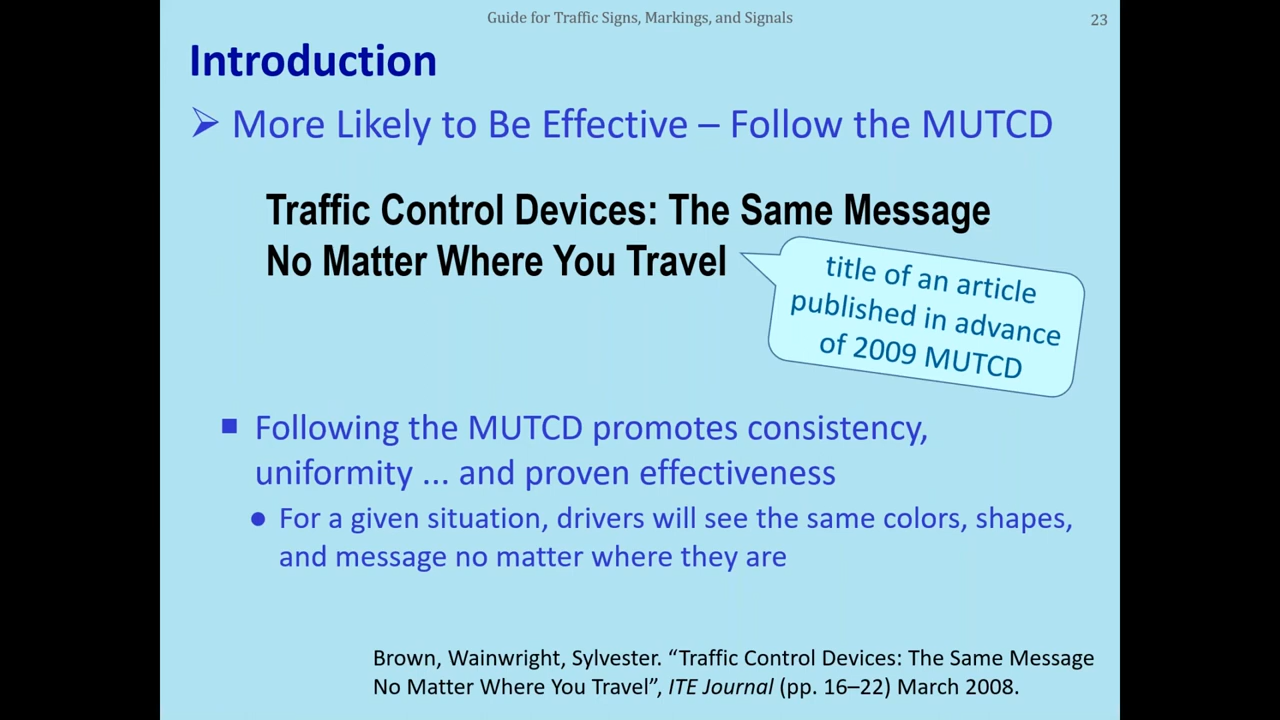 Guide for Traffic Signs, Markings, and Signals
23
Introduction
➢ More Likely to Be Effective – Follow the MUTCD
Traffic Control Devices: The Same Message
No Matter Where You Travel
title of an article
published in advance
of 2009 MUTCD
■ Following the MUTCD promotes consistency,
uniformity ... and proven effectiveness
● For a given situation, drivers will see the same colors, shapes,
and message no matter where they are
Brown, Wainwright, Sylvester. “Traffic Control Devices: The Same Message
No Matter Where You Travel”, ITE Journal (pp. 16–22) March 2008.